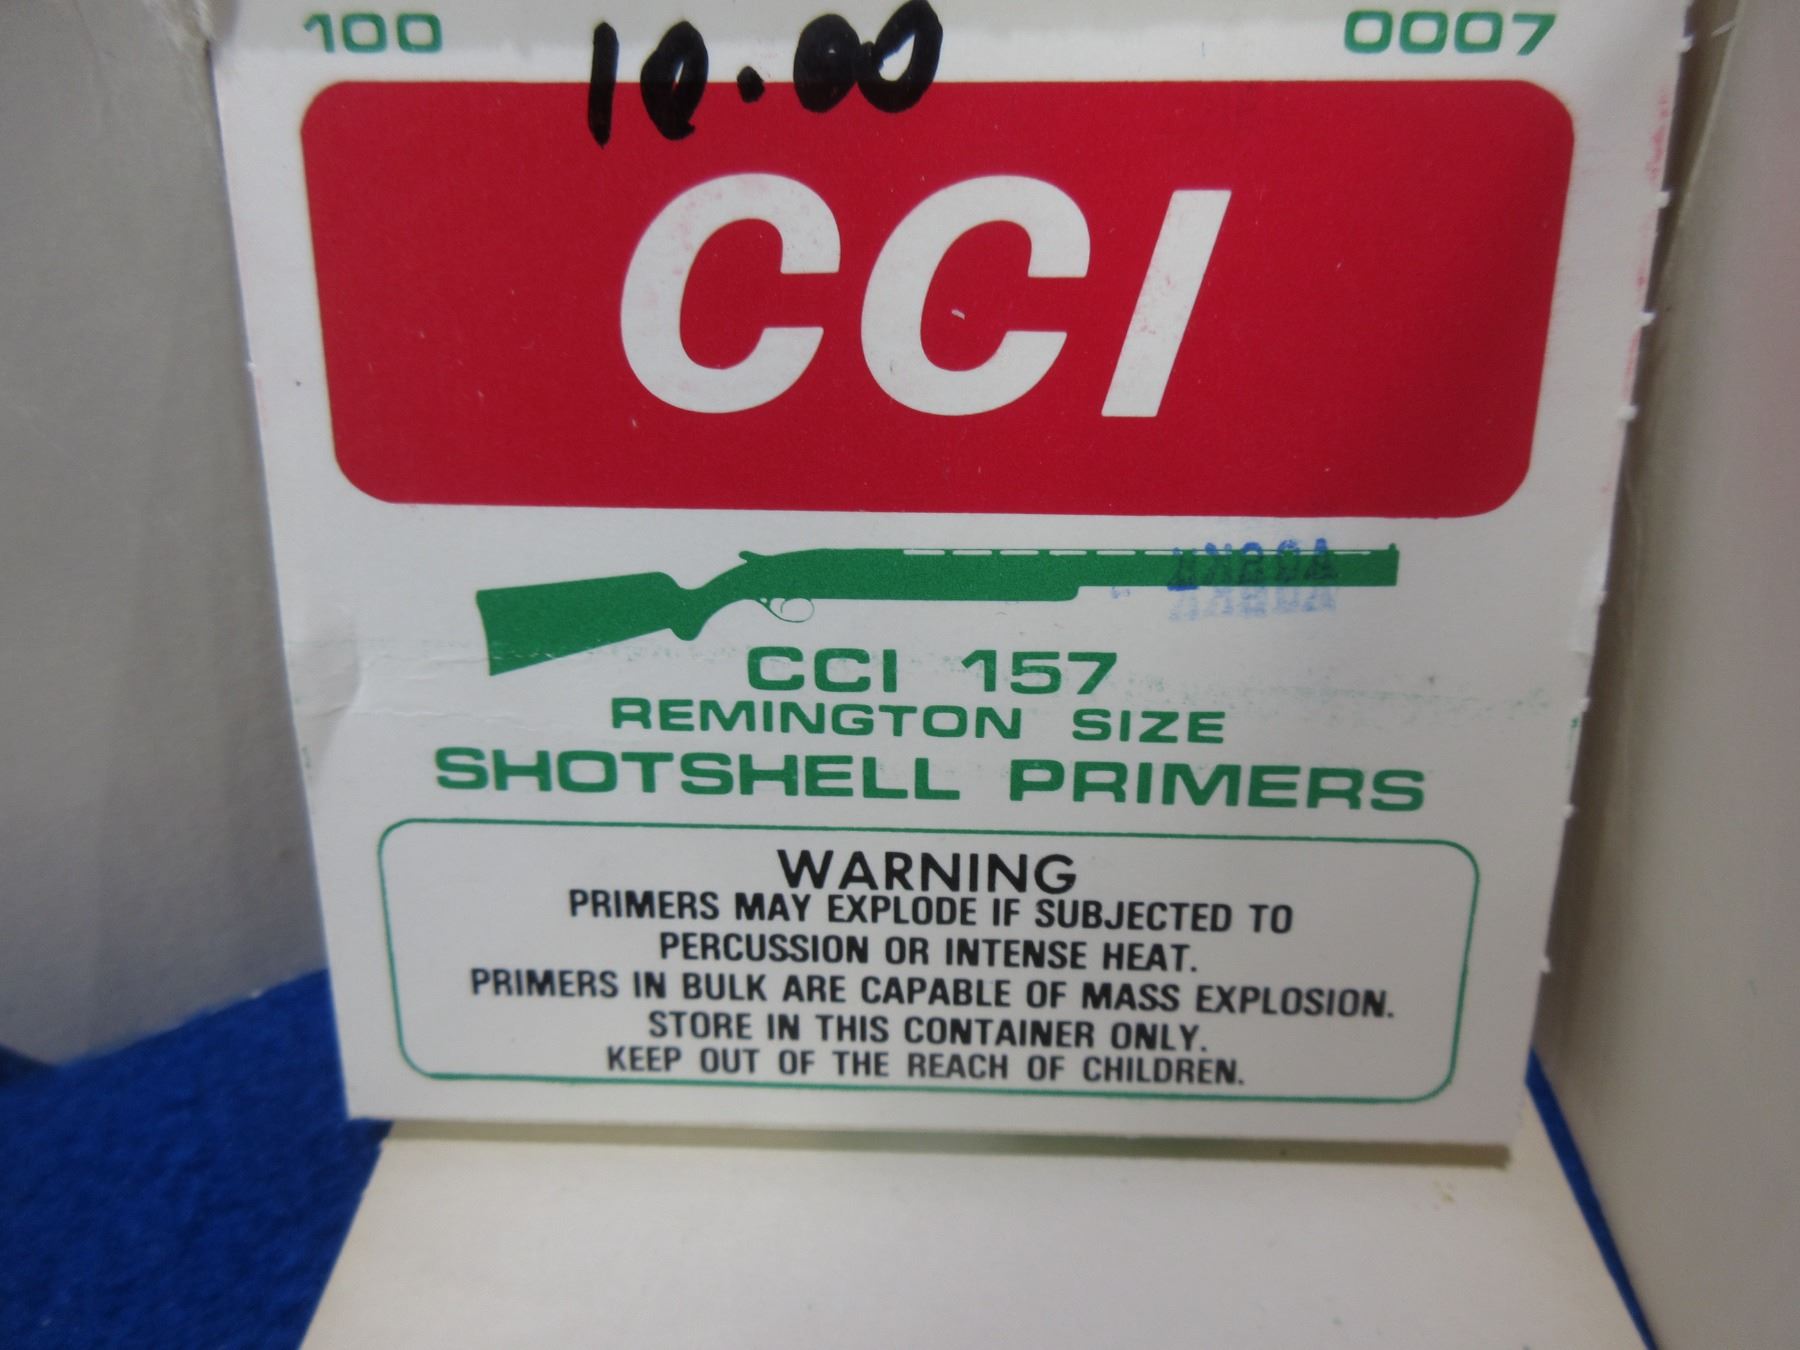 100 0007
10.00
CCI
CCI 157
REMINGTON SIZE
SHOTSHELL PRIMERS
WARNING
PRIMERS MAY EXPLODE IF SUBJECTED TO
PERCUSSION OR INTENSE HEAT.
PRIMERS IN BULK ARE CAPABLE OF MASS EXPLOSION.
STORE IN THIS CONTAINER ONLY.
KEEP OUT OF THE REACH OF CHILDREN.